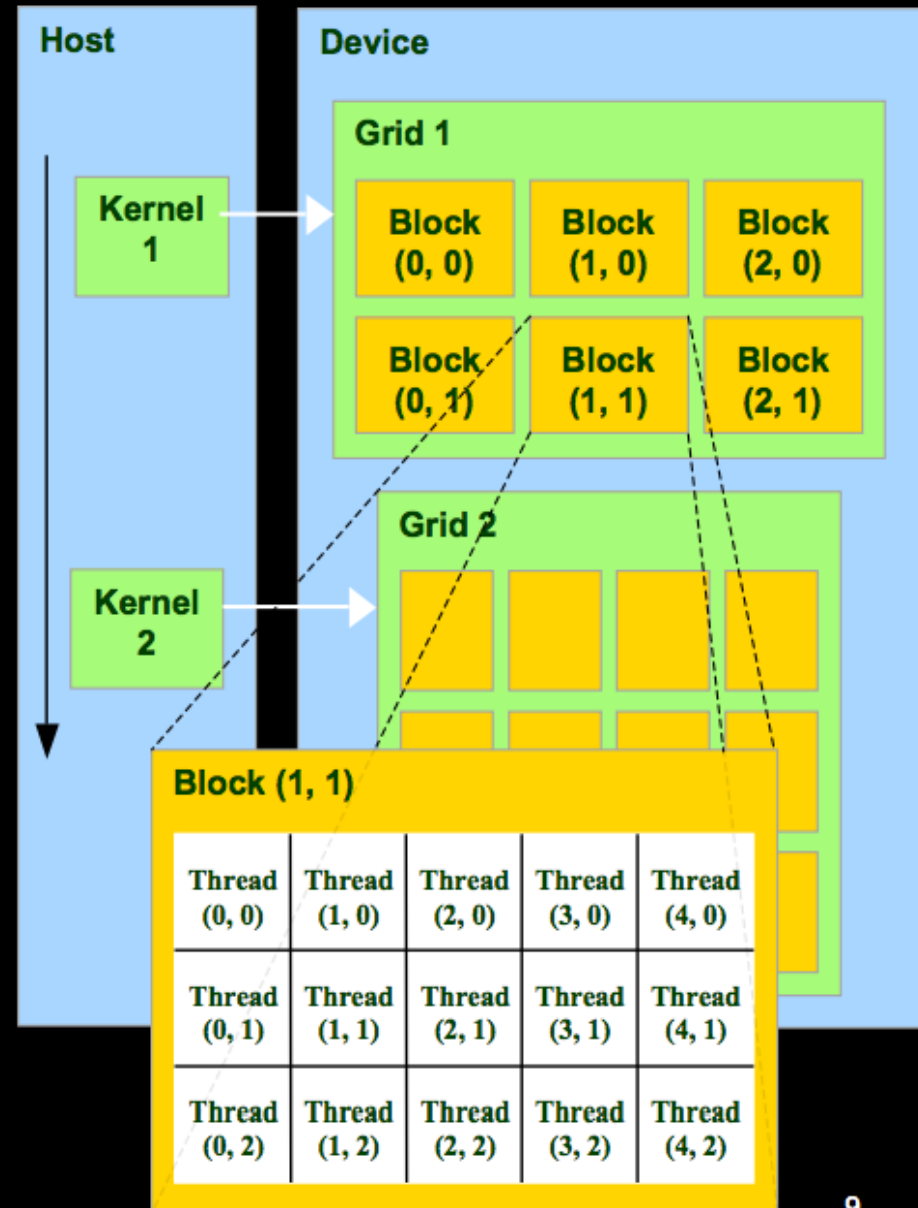 Host
Device
Grid 1
Kernel
1
Block
(0, 0)
Block
(1, 0)
Block
(2, 0)
Block
(0, 1)
Block
(1, 1)
Block
(2, 1)
Grid 2
Kernel
2
Block (1, 1)
Thread
(0, 0)
Thread
(1, 0)
Thread
(2, 0)
Thread
(3, 0)
Thread
(4, 0)
Thread
(0, 1)
Thread
(1, 1)
Thread
(2, 1)
Thread
(3, 1)
Thread
(4, 1)
Thread
(0, 2)
Thread
(1, 2)
Thread
(2, 2)
Thread
(3, 2)
Thread
(4, 2)